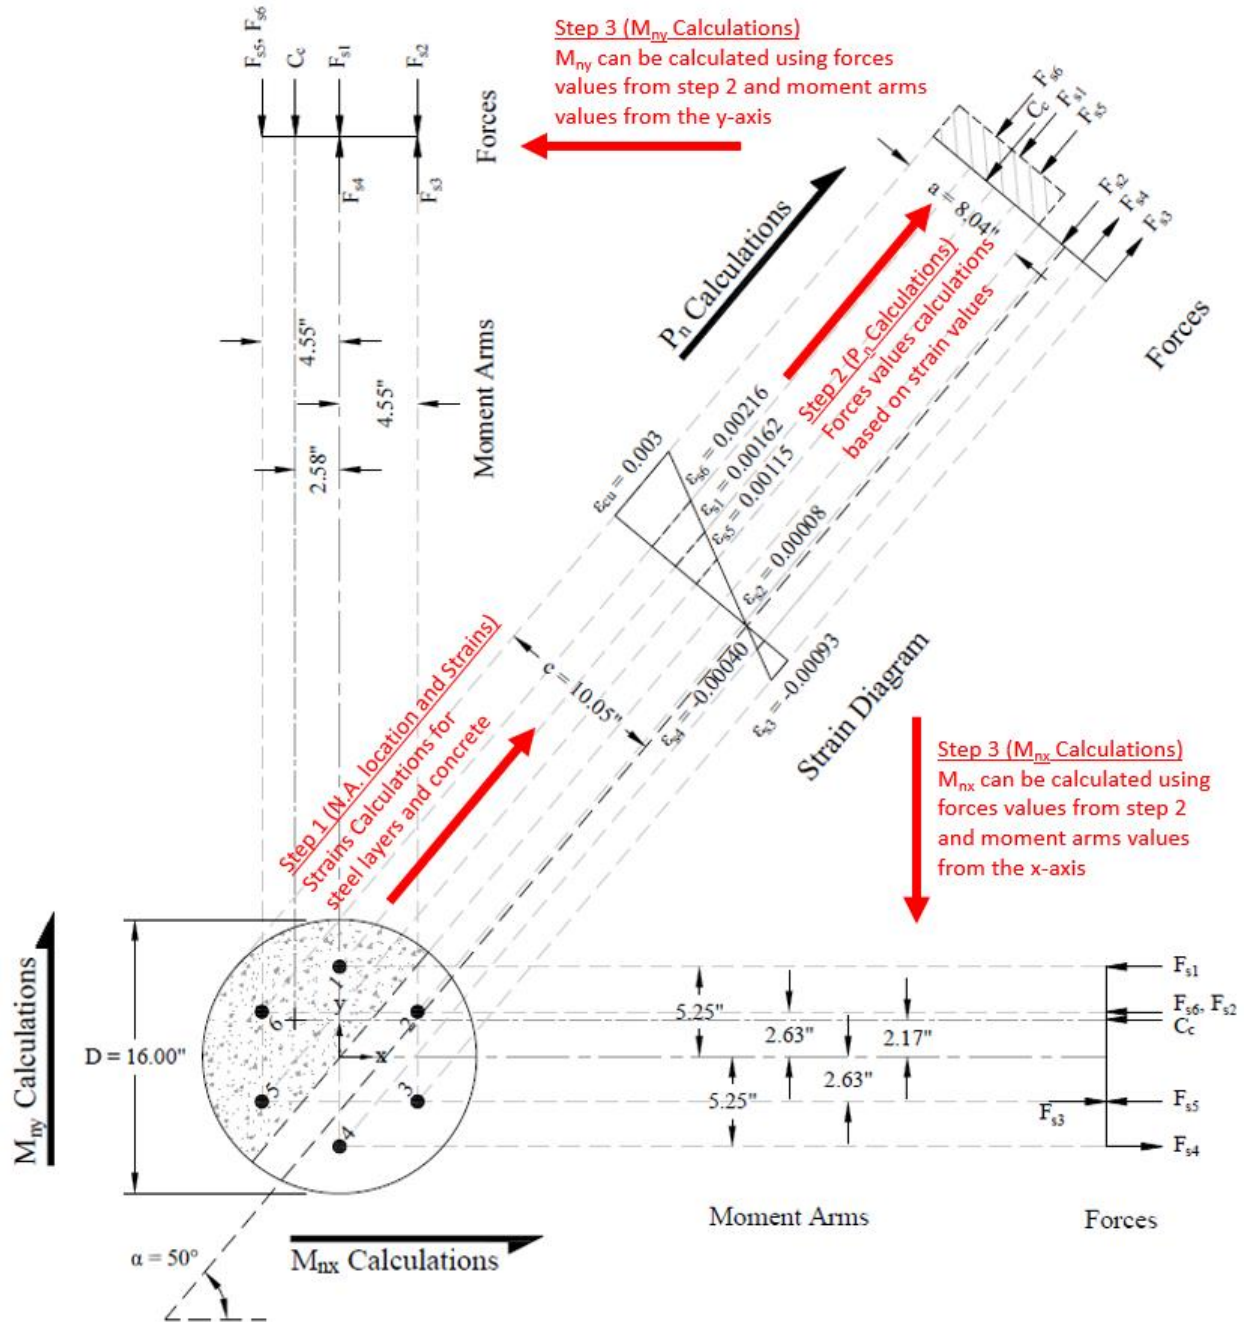 Step 3 (Mny Calculations)
Mny can be calculated using forces
values from step 2 and moment arms
values from the y-axis
Fs5, Fs6
Cc
Fs1
Fs2
Forces
Fs4
Fs3
4.55"
4.55"
2.58"
Moment Arms
Fs6
Fs1
Cc
Fs5
Fs2
Fs4
Fs3
a = 8.04"
Forces
Pn Calculations
Step 2 (Pn Calculations)
Forces values calculations
based on strain values
εcu = 0.003
εs6 = 0.00216
εs1 = 0.00162
εs5 = 0.00115
εs2 = 0.00008
εs4 = -0.00040
εs3 = -0.00093
Strain Diagram
c = 10.05"
Step 1 (N.A. location and Strains)
Strains Calculations for
steel layers and concrete
Step 3 (Mnx Calculations)
Mnx can be calculated using
forces values from step 2
and moment arms values
from the x-axis
Mny Calculations
D = 16.00"
1
y
6
2
x
5
3
4
5.25"
2.63"
2.17"
2.63"
5.25"
Fs1
Fs6, Fs2
Cc
Fs3
Fs5
Fs4
Moment Arms
Forces
α = 50°
Mnx Calculations